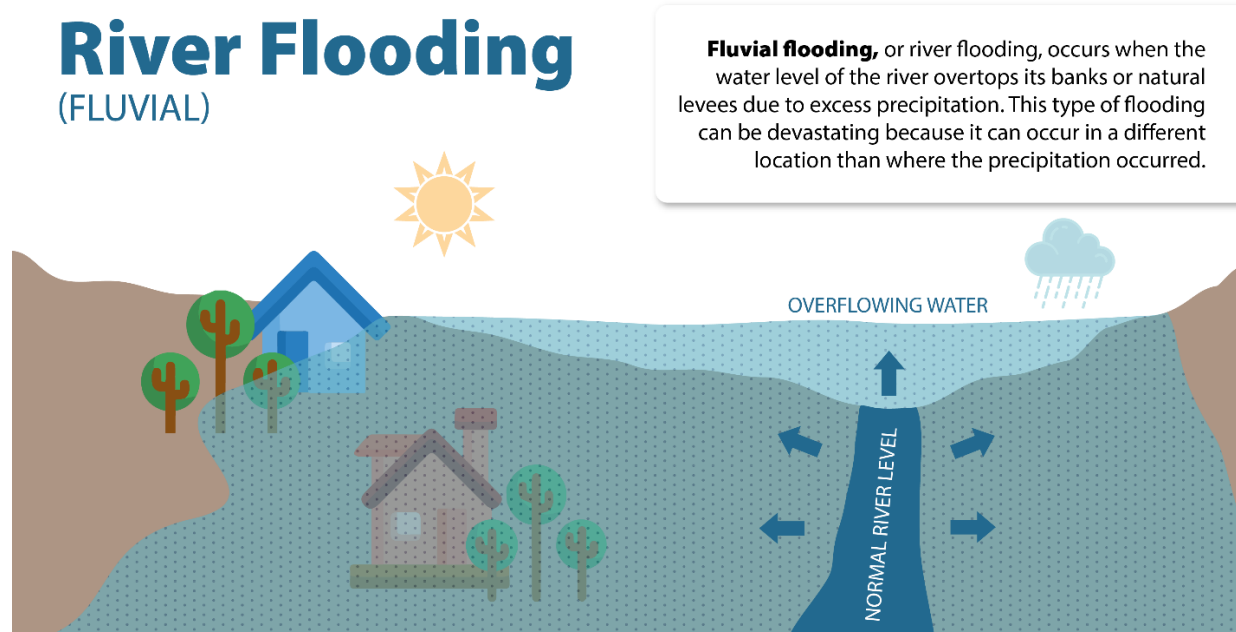 River Flooding
(FLUVIAL)
Fluvial flooding, or river flooding, occurs when the
water level of the river overtops its banks or natural
levees due to excess precipitation. This type of flooding
can be devastating because it can occur in a different
location than where the precipitation occurred.
OVERFLOWING WATER
NORMAL RIVER LEVEL